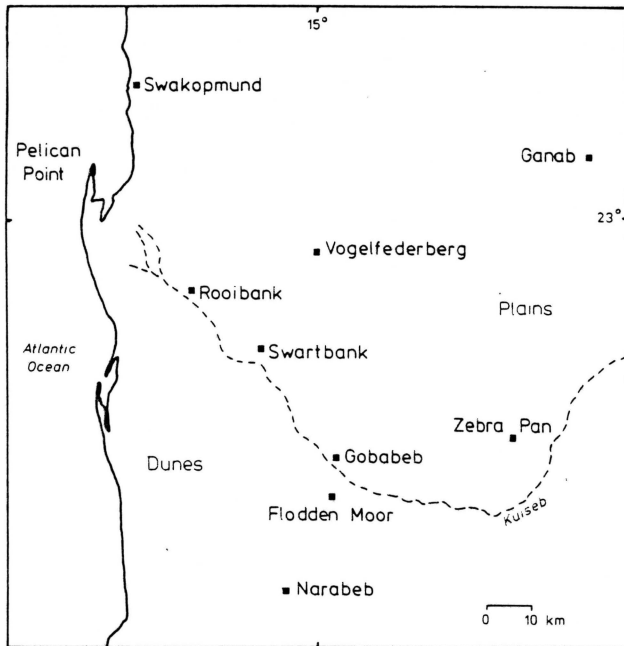 15°
Swakopmund
Pelican
Point
Ganab
23°
Vogelfederberg
Rooibank
Plains
Atlantic
Ocean
Swartbank
Zebra Pan
Dunes
Gobabeb
Flodden Moor
Kuiseb
Narabeb
0 10 km